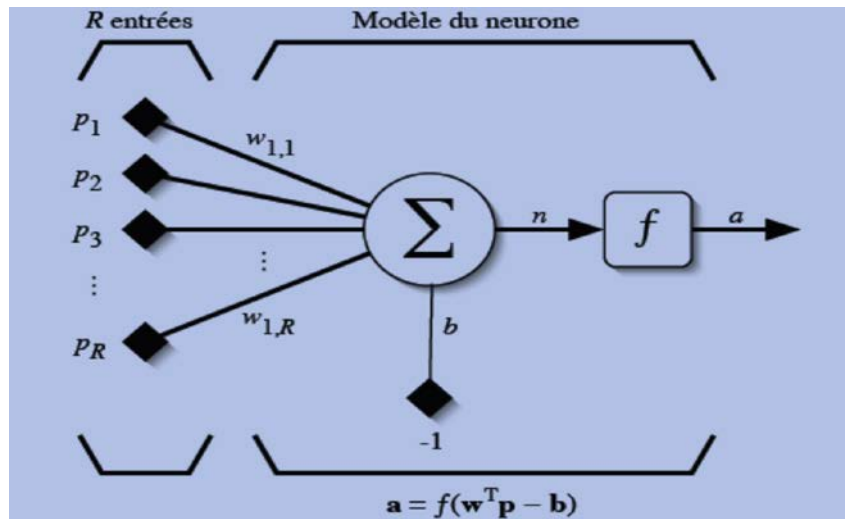 R entrées
Modèle du neurone
p1
w1,1
p2
p3
⋮
⋮
pR
w1,R
Σ
n
f
a
b
-1
a = f(wᵀp − b)